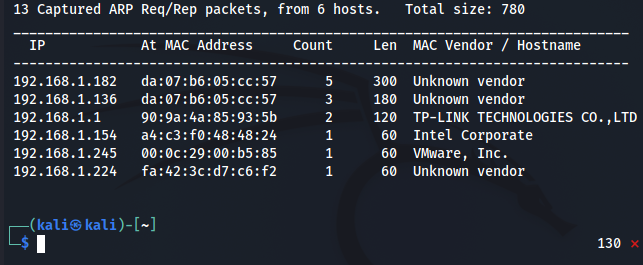 13 Captured ARP Req/Rep packets, from 6 hosts.   Total size: 780
_____________________________________________________________________________
  IP            At MAC Address     Count     Len  MAC Vendor / Hostname
-----------------------------------------------------------------------------
192.168.1.182   da:07:b6:05:cc:57      5     300  Unknown vendor
192.168.1.136   da:07:b6:05:cc:57      3     180  Unknown vendor
192.168.1.1     90:9a:4a:85:93:5b      2     120  TP-LINK TECHNOLOGIES CO.,LTD
192.168.1.154   a4:c3:f0:48:48:24      1      60  Intel Corporate
192.168.1.245   00:0c:29:00:b5:85      1      60  VMware, Inc.
192.168.1.224   fa:42:3c:d7:c6:f2      1      60  Unknown vendor
┌──(kali㉿kali)-[~]
└─$ 130 ⨯